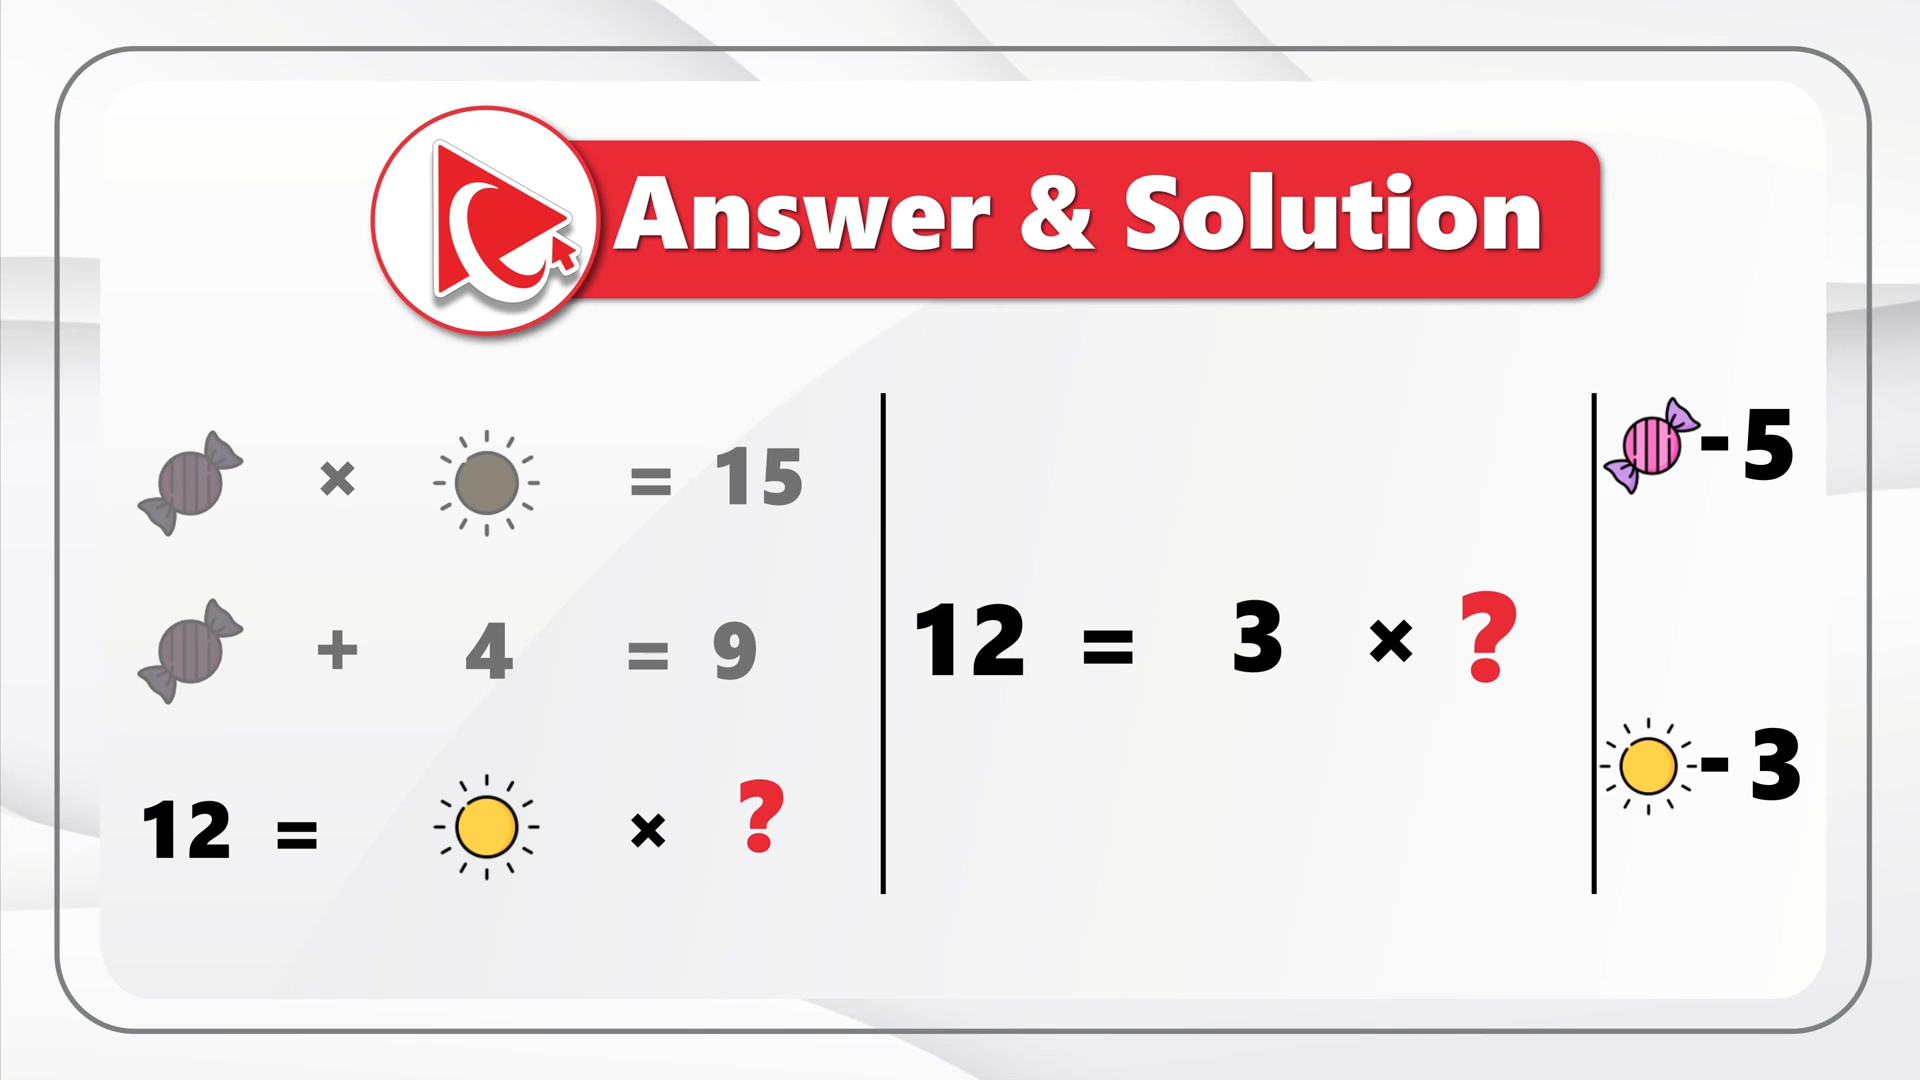 Answer & Solution
× = 15
+ 4 = 9
12 = × ?
12 = 3 × ?
- 5
- 3